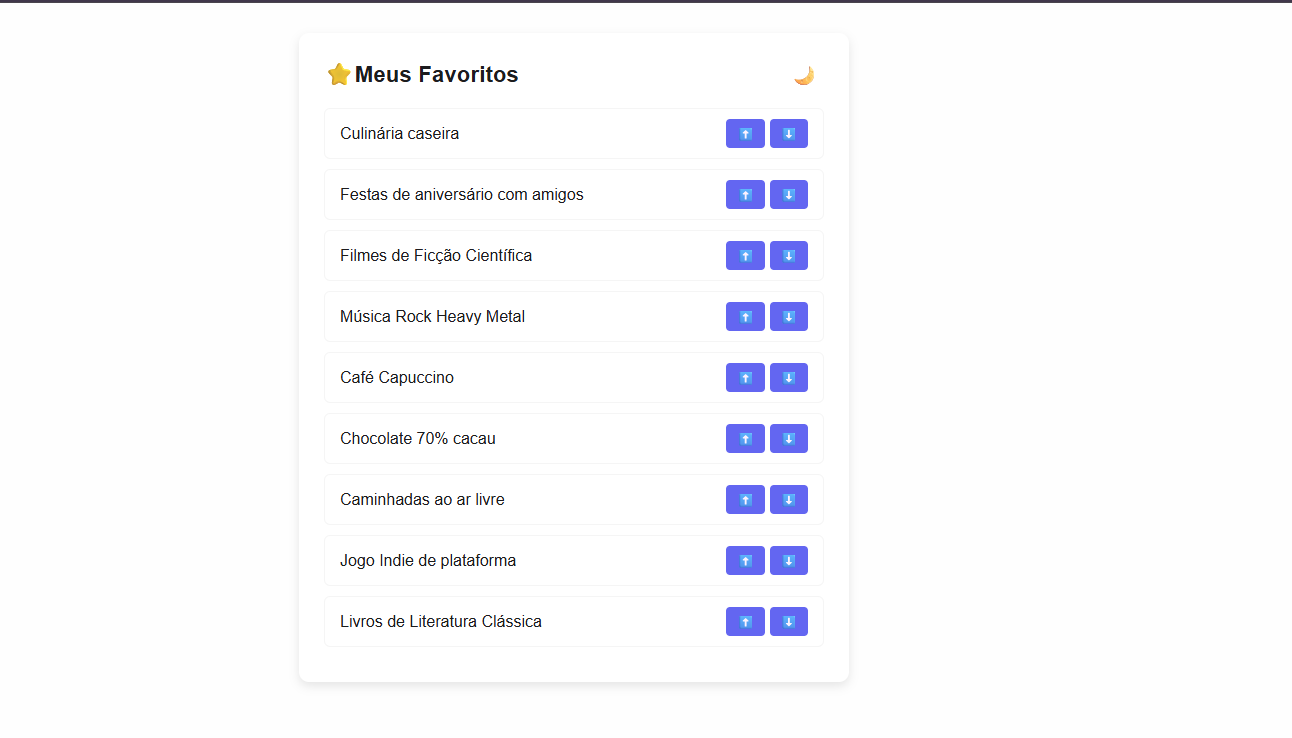 Meus Favoritos
Culinária caseira
Festas de aniversário com amigos
Filmes de Ficção Científica
Música Rock Heavy Metal
Café Capuccino
Chocolate 70% cacau
Caminhadas ao ar livre
Jogo Indie de plataforma
Livros de Literatura Clássica